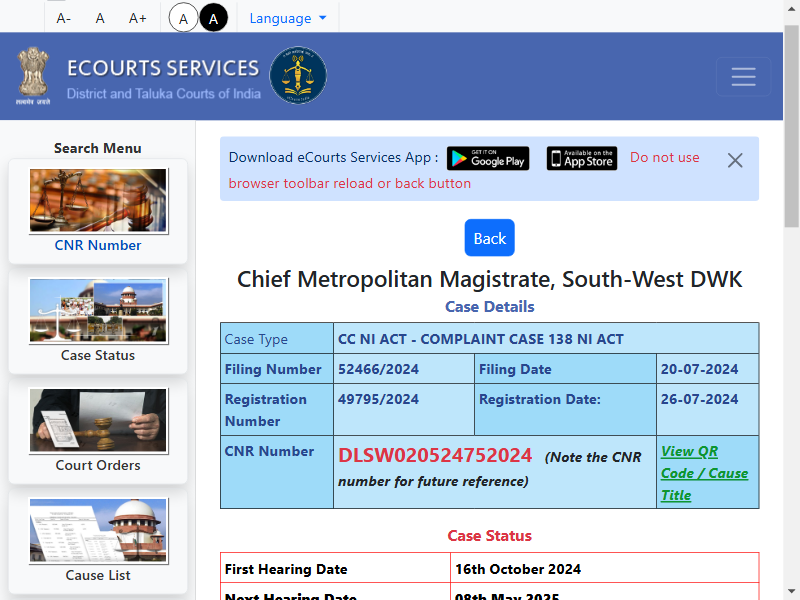 A- A A+ A A Language
ECOURTS SERVICES
District and Taluka Courts of India
सत्यमेव जयते
Search Menu
CNR Number
Case Status
Court Orders
Cause List
Download eCourts Services App : GET IT ON Google Play Available on the App Store Do not use
browser toolbar reload or back button
Back
Chief Metropolitan Magistrate, South-West DWK
Case Details
Case Type CC NI ACT - COMPLAINT CASE 138 NI ACT
Filing Number 52466/2024 Filing Date 20-07-2024
Registration Number 49795/2024 Registration Date: 26-07-2024
CNR Number DLSW020524752024 (Note the CNR
number for future reference)
View QR
Code / Cause
Title
Case Status
First Hearing Date 16th October 2024
Next Hearing Date 08th May 2025